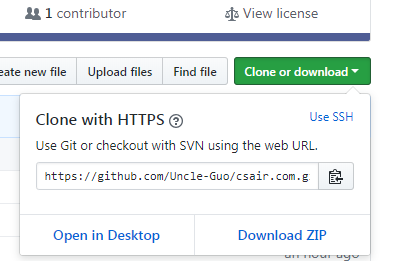 1 contributor
View license
eate new file
Upload files
Find file
Clone or download
Clone with HTTPS
Use SSH
Use Git or checkout with SVN using the web URL.
https://github.com/Uncle-Guo/csair.com.g
Open in Desktop
Download ZIP
an hour ago